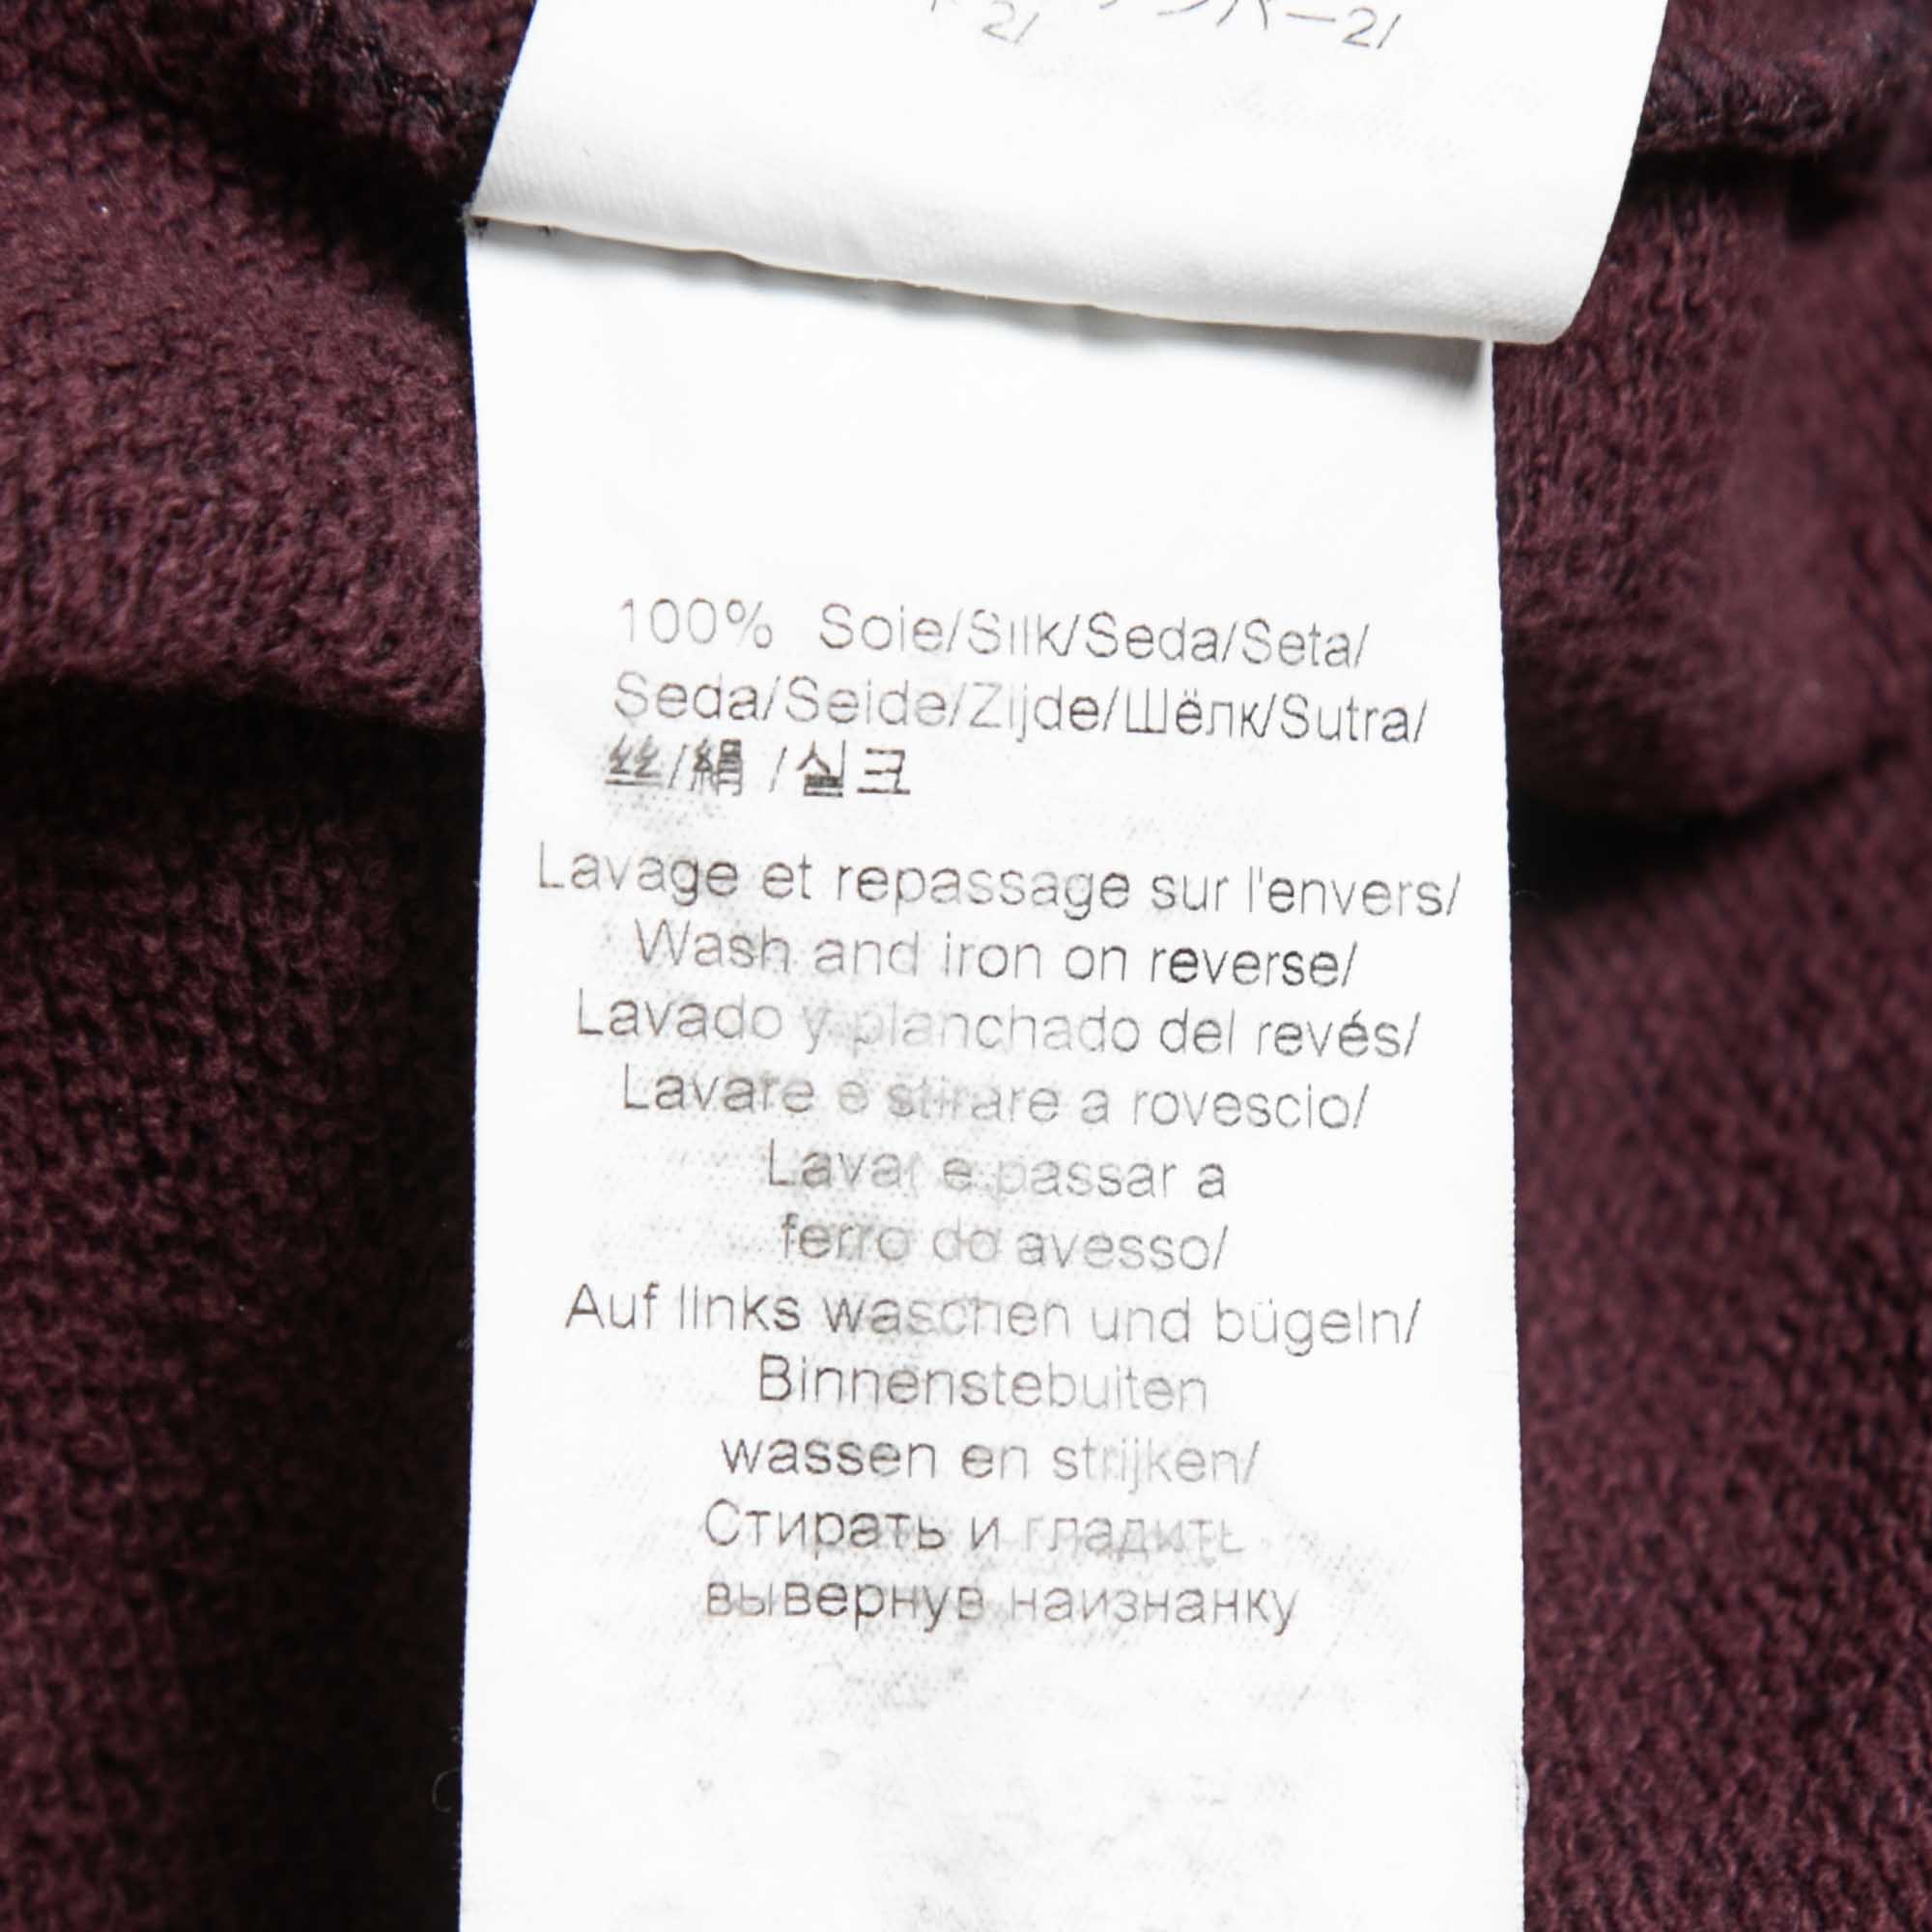 100% Soie/Silk/Seda/Seta/
Seda/Seide/Zijde/Шёлк/Sutra/
丝/絹 /실크
Lavage et repassage sur l'envers/
Wash and iron on reverse/
Lavado y planchado del revés/
Lavare e stirare a rovescio/
Lavar e passar a
ferro do avesso/
Auf links waschen und bügeln/
Binnenstebuiten
wassen en strijken/
Стирать и гладить
вывернув наизнанку